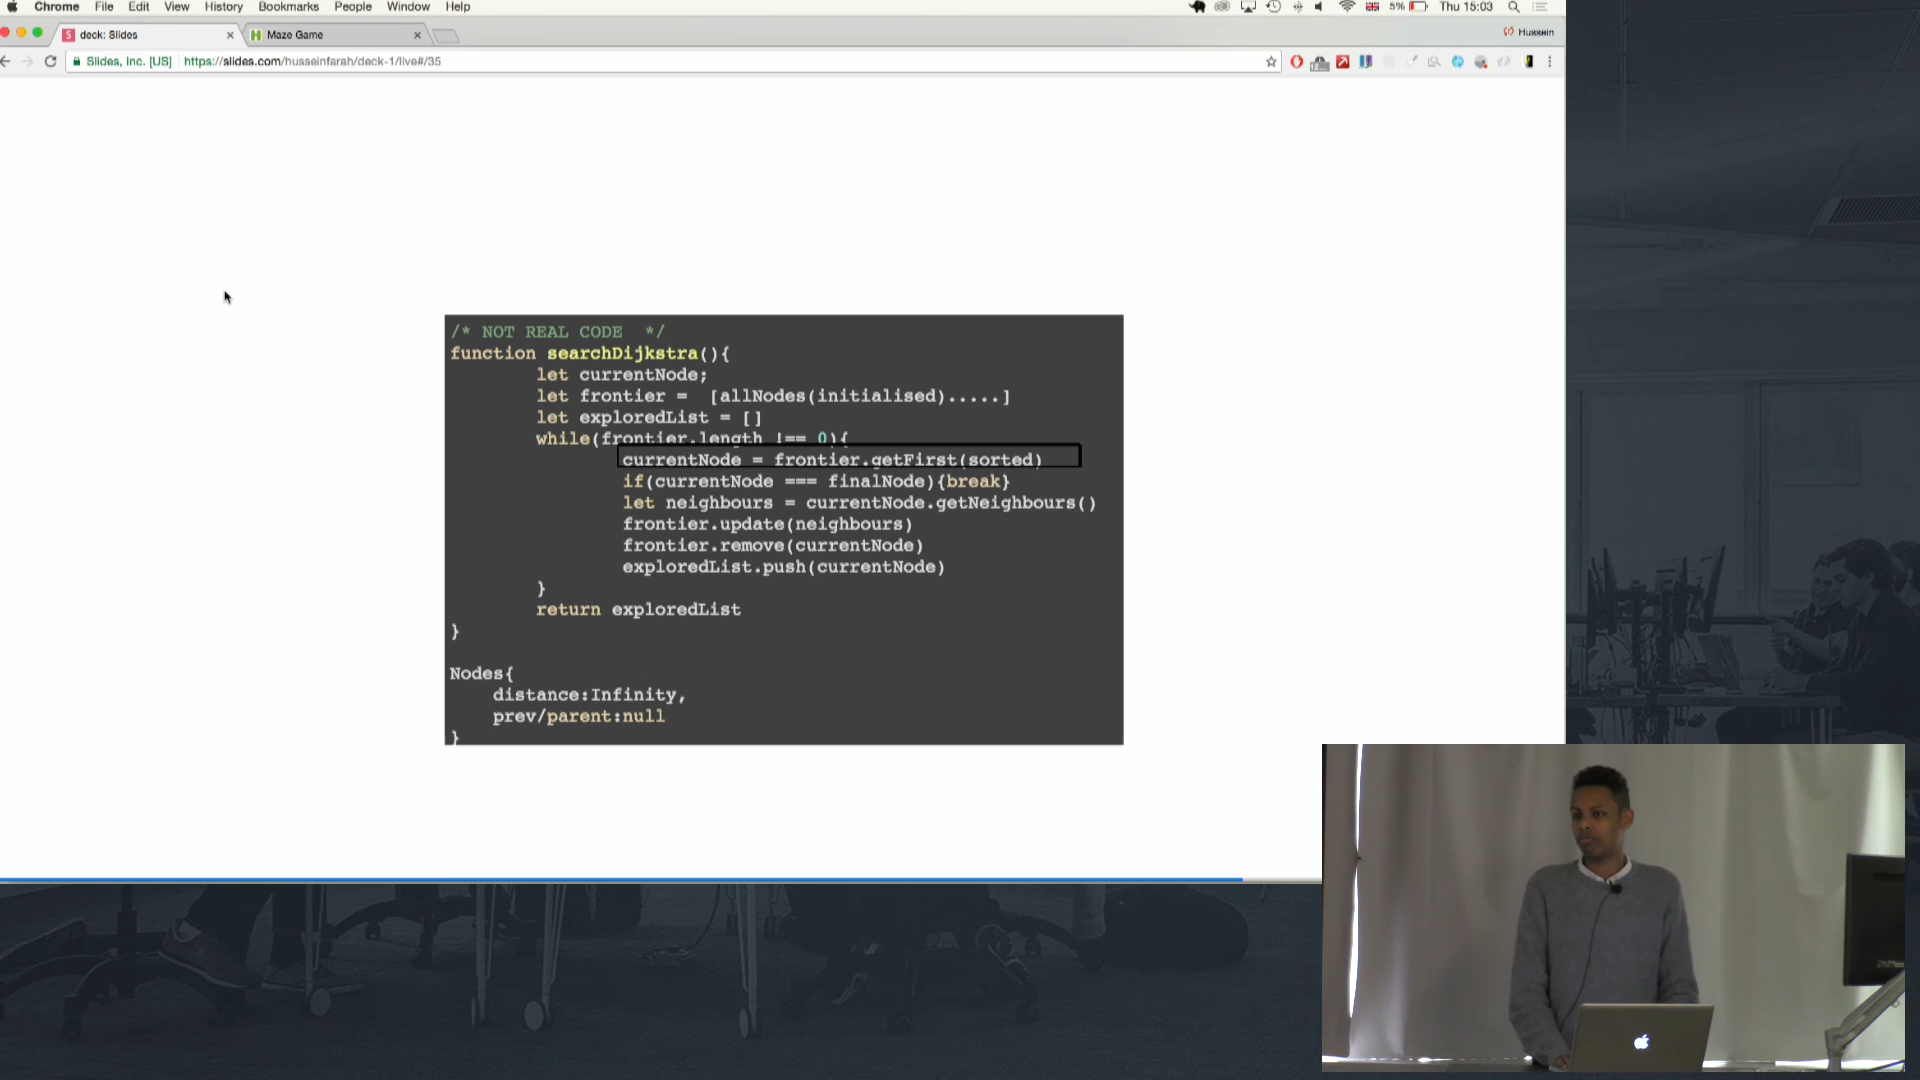 Chrome File Edit View History Bookmarks People Window Help 5% Thu 15:03
deck: Slides Maze Game Hussein
Slides, Inc. [US] https://slides.com/husseinfarah/deck-1/live#/35
/* NOT REAL CODE */
function searchDijkstra(){
let currentNode;
let frontier = [allNodes(initialised).....]
let exploredList = []
while(frontier.length !== 0){
currentNode = frontier.getFirst(sorted)
if(currentNode === finalNode){break}
let neighbours = currentNode.getNeighbours()
frontier.update(neighbours)
frontier.remove(currentNode)
exploredList.push(currentNode)
}
return exploredList
}
Nodes{
distance:Infinity,
prev/parent:null
}